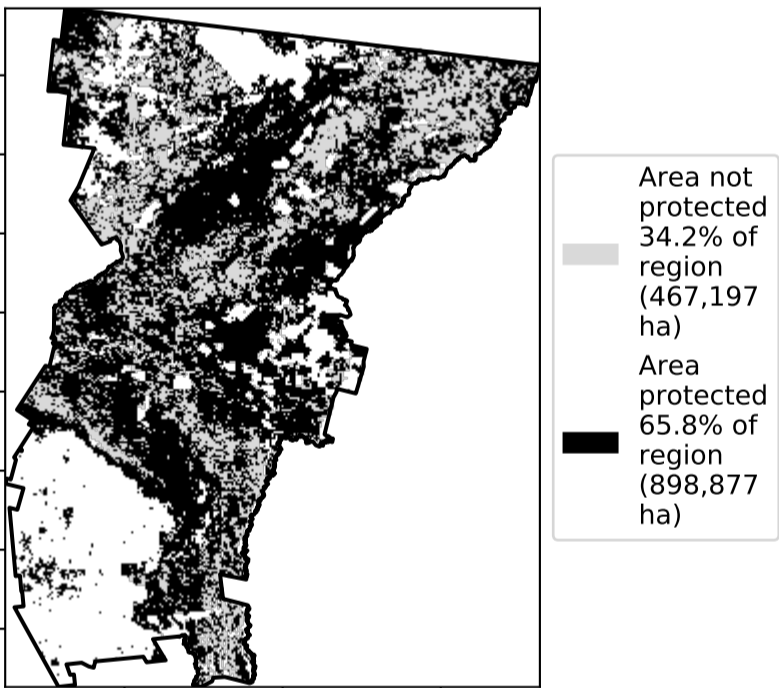 Area not
protected
34.2% of
region
(467,197
ha)
Area
protected
65.8% of
region
(898,877
ha)